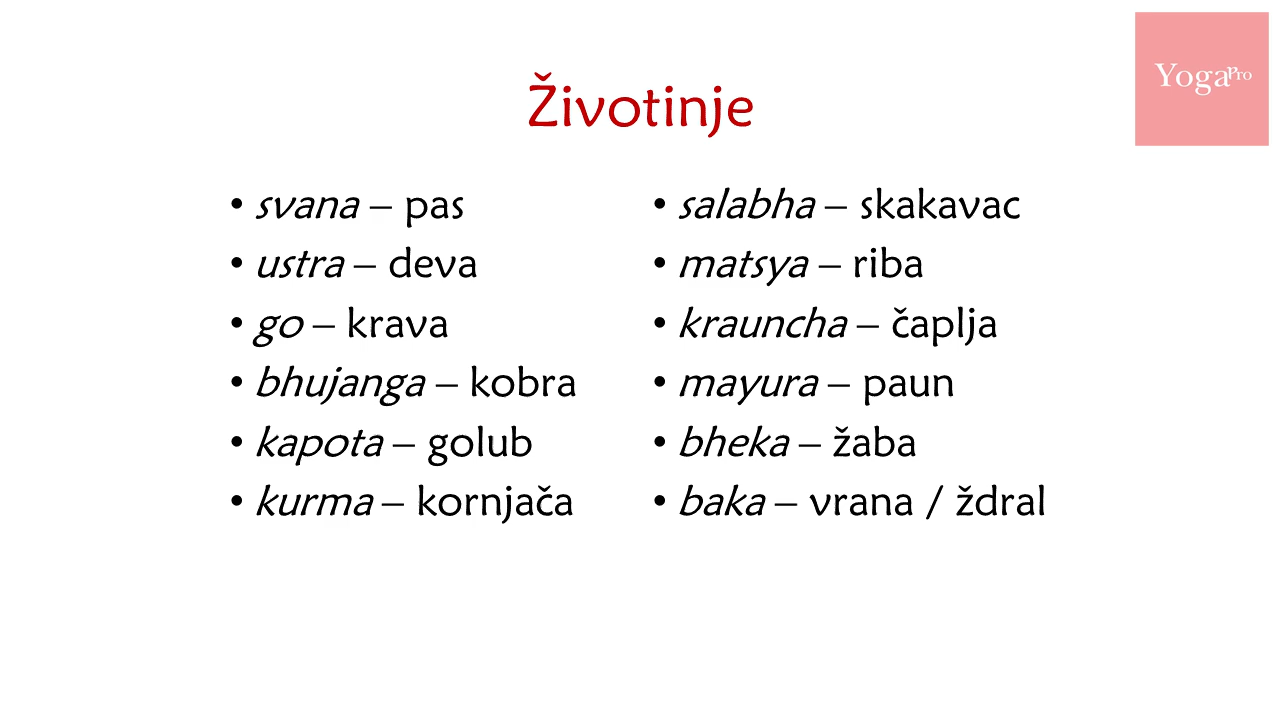 Životinje
YogaPro
• svana – pas
• ustra – deva
• go – krava
• bhujanga – kobra
• kapota – golub
• kurma – kornjača
• salabha – skakavac
• matsya – riba
• krauncha – čaplja
• mayura – paun
• bheka – žaba
• baka – vrana / ždral